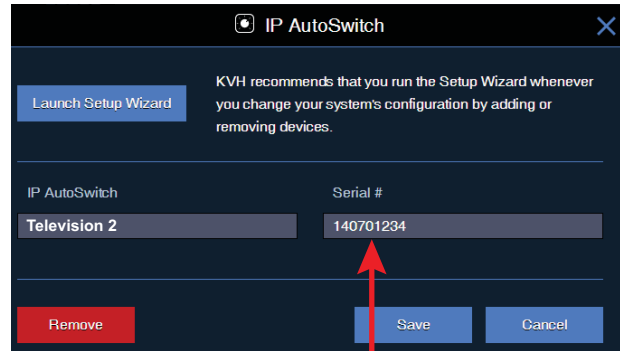 IP AutoSwitch
Launch Setup Wizard
KVH recommends that you run the Setup Wizard whenever
you change your system's configuration by adding or
removing devices.
IP AutoSwitch
Serial #
Television 2
140701234
Remove
Save
Cancel